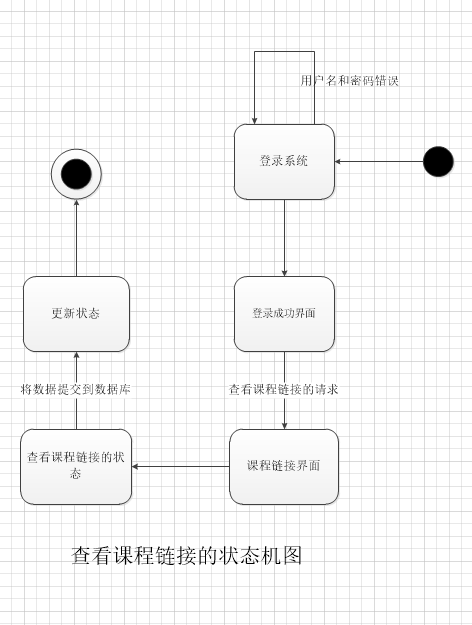 用户名和密码错误
登录系统
更新状态
登录成功界面
将数据提交到数据库
查看课程链接的请求
查看课程链接的状
态
课程链接界面
查看课程链接的状态机图